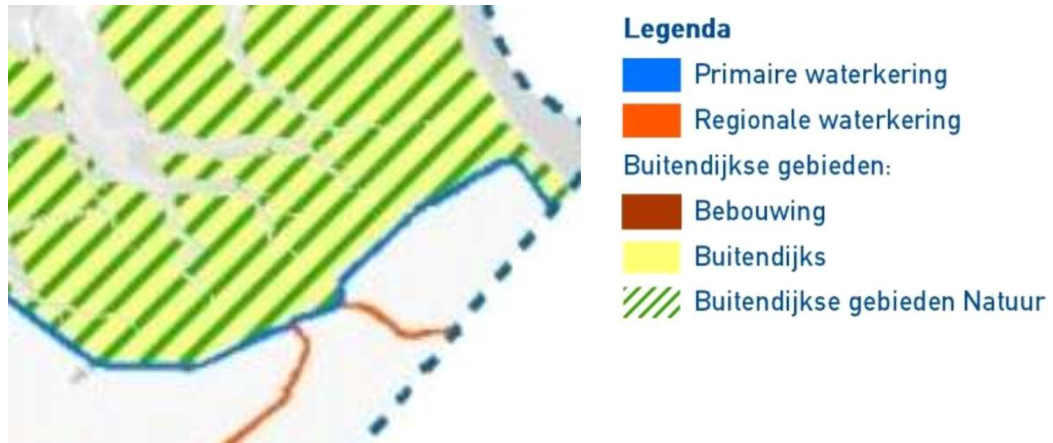 Legenda
Primaire waterkering
Regionale waterkering
Buitendijkse gebieden:
Bebouwing
Buitendijks
Buitendijkse gebieden Natuur